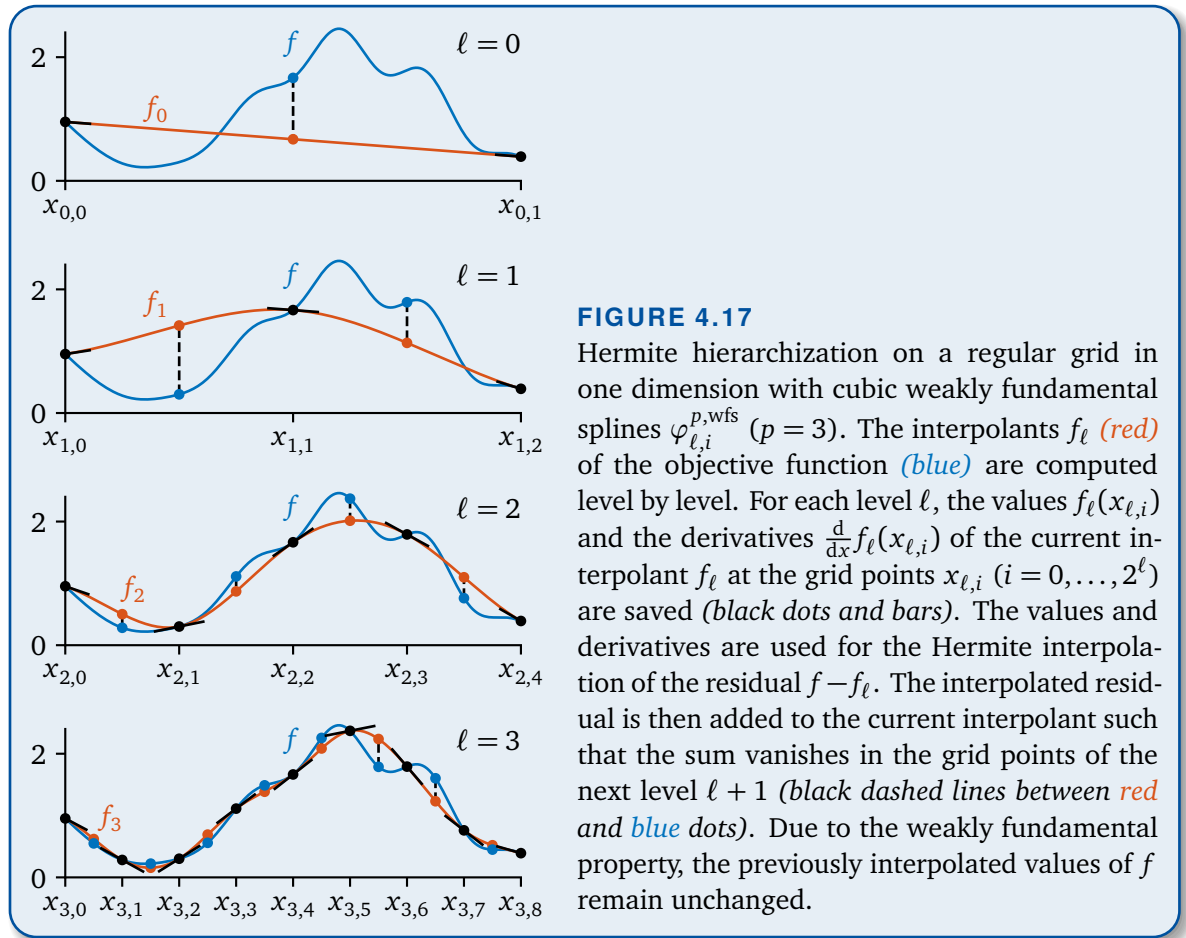 2
0
f
f₀
ℓ = 0
x₀,₀
x₀,₁
2
0
f
f₁
ℓ = 1
x₁,₀
x₁,₁
x₁,₂
2
0
f
f₂
ℓ = 2
x₂,₀
x₂,₁
x₂,₂
x₂,₃
x₂,₄
2
0
f
f₃
ℓ = 3
x₃,₀
x₃,₁
x₃,₂
x₃,₃
x₃,₄
x₃,₅
x₃,₆
x₃,₇
x₃,₈
FIGURE 4.17
Hermite hierarchization on a regular grid in
one dimension with cubic weakly fundamental
splines φ_{ℓ,i}^{p,wfs} (p = 3). The interpolants f_ℓ (red)
of the objective function (blue) are computed
level by level. For each level ℓ, the values f_ℓ(x_{ℓ,i})
and the derivatives d/dx f_ℓ(x_{ℓ,i}) of the current in-
terpolant f_ℓ at the grid points x_{ℓ,i} (i = 0, . . . , 2^ℓ)
are saved (black dots and bars). The values and
derivatives are used for the Hermite interpola-
tion of the residual f − f_ℓ. The interpolated resid-
ual is then added to the current interpolant such
that the sum vanishes in the grid points of the
next level ℓ + 1 (black dashed lines between red
and blue dots). Due to the weakly fundamental
property, the previously interpolated values of f
remain unchanged.